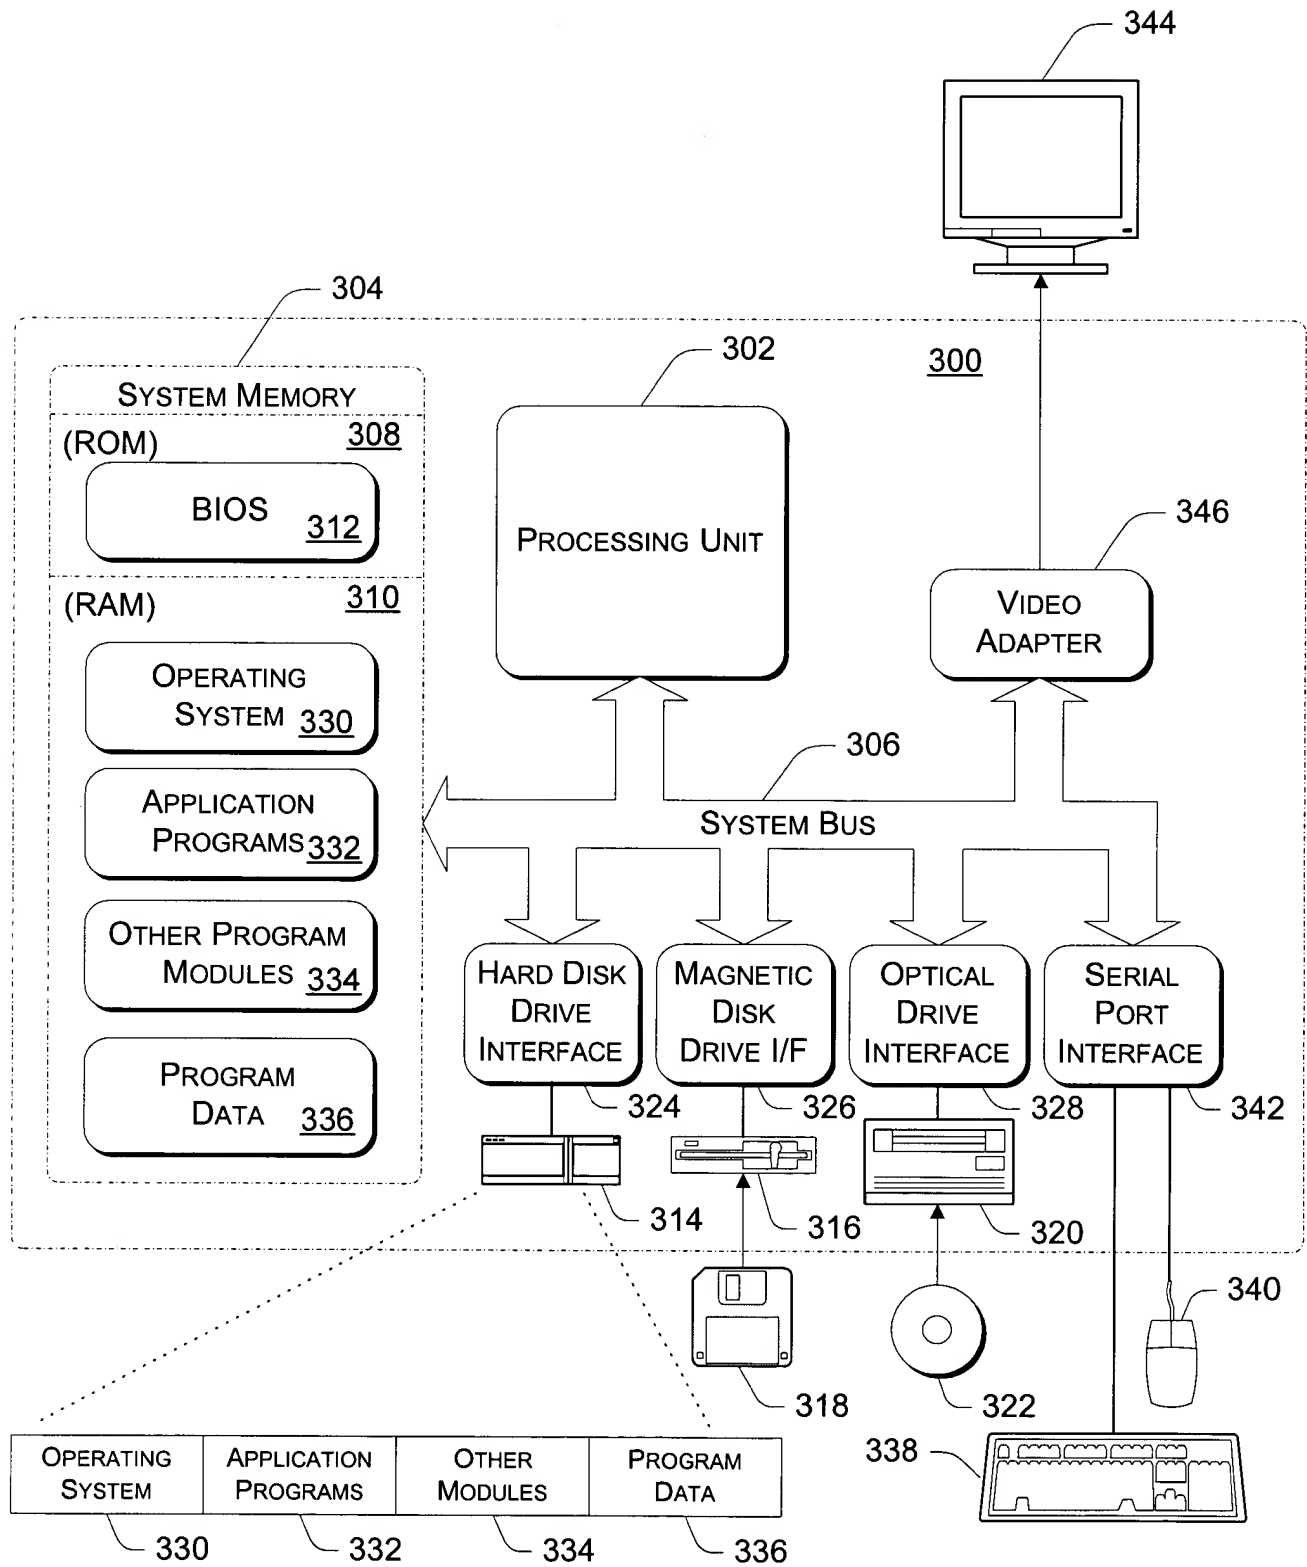 344
304
302
300
SYSTEM MEMORY
(ROM) 308
BIOS 312
PROCESSING UNIT
346
(RAM) 310
VIDEO
ADAPTER
OPERATING
SYSTEM 330
306
APPLICATION
PROGRAMS 332
SYSTEM BUS
OTHER PROGRAM
MODULES 334
HARD DISK
DRIVE
INTERFACE
MAGNETIC
DISK
DRIVE I/F
OPTICAL
DRIVE
INTERFACE
SERIAL
PORT
INTERFACE
PROGRAM
DATA 336
324
326
328
342
314
316
320
340
318
322
338
OPERATING
SYSTEM
APPLICATION
PROGRAMS
OTHER
MODULES
PROGRAM
DATA
330
332
334
336